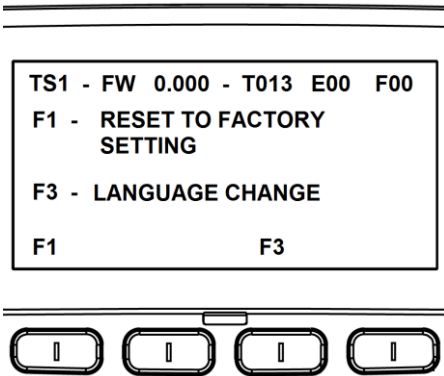 TS1 - FW 0.000 - T013 E00 F00
F1 - RESET TO FACTORY
SETTING
F3 - LANGUAGE CHANGE
F1 F3